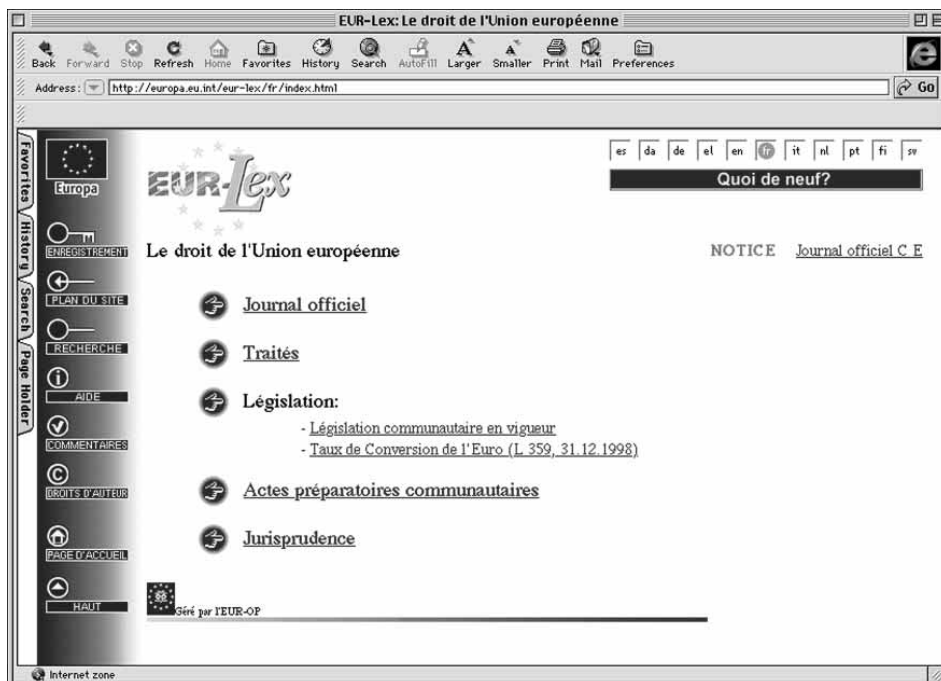 EUR-Lex: Le droit de l'Union européenne
Back Forward Stop Refresh Home Favorites History Search AutoFill Larger Smaller Print Mail Preferences
Address: http://europa.eu.int/eur-lex/fr/index.html Go
Favorites
History
Search
Page Holder
Europa
ENREGISTREMENT
PLAN DU SITE
RECHERCHE
AIDE
COMMENTAIRES
DROITS D'AUTEUR
PAGE D'ACCUEIL
HAUT
EUR-Lex
es da de el en fr it nl pt fi sv
Quoi de neuf?
Le droit de l'Union européenne
NOTICE Journal officiel C E
Journal officiel
Traités
Législation:
- Législation communautaire en vigueur
- Taux de Conversion de l'Euro (L 359, 31.12.1998)
Actes préparatoires communautaires
Jurisprudence
Géré par l'EUR-OP
Internet zone